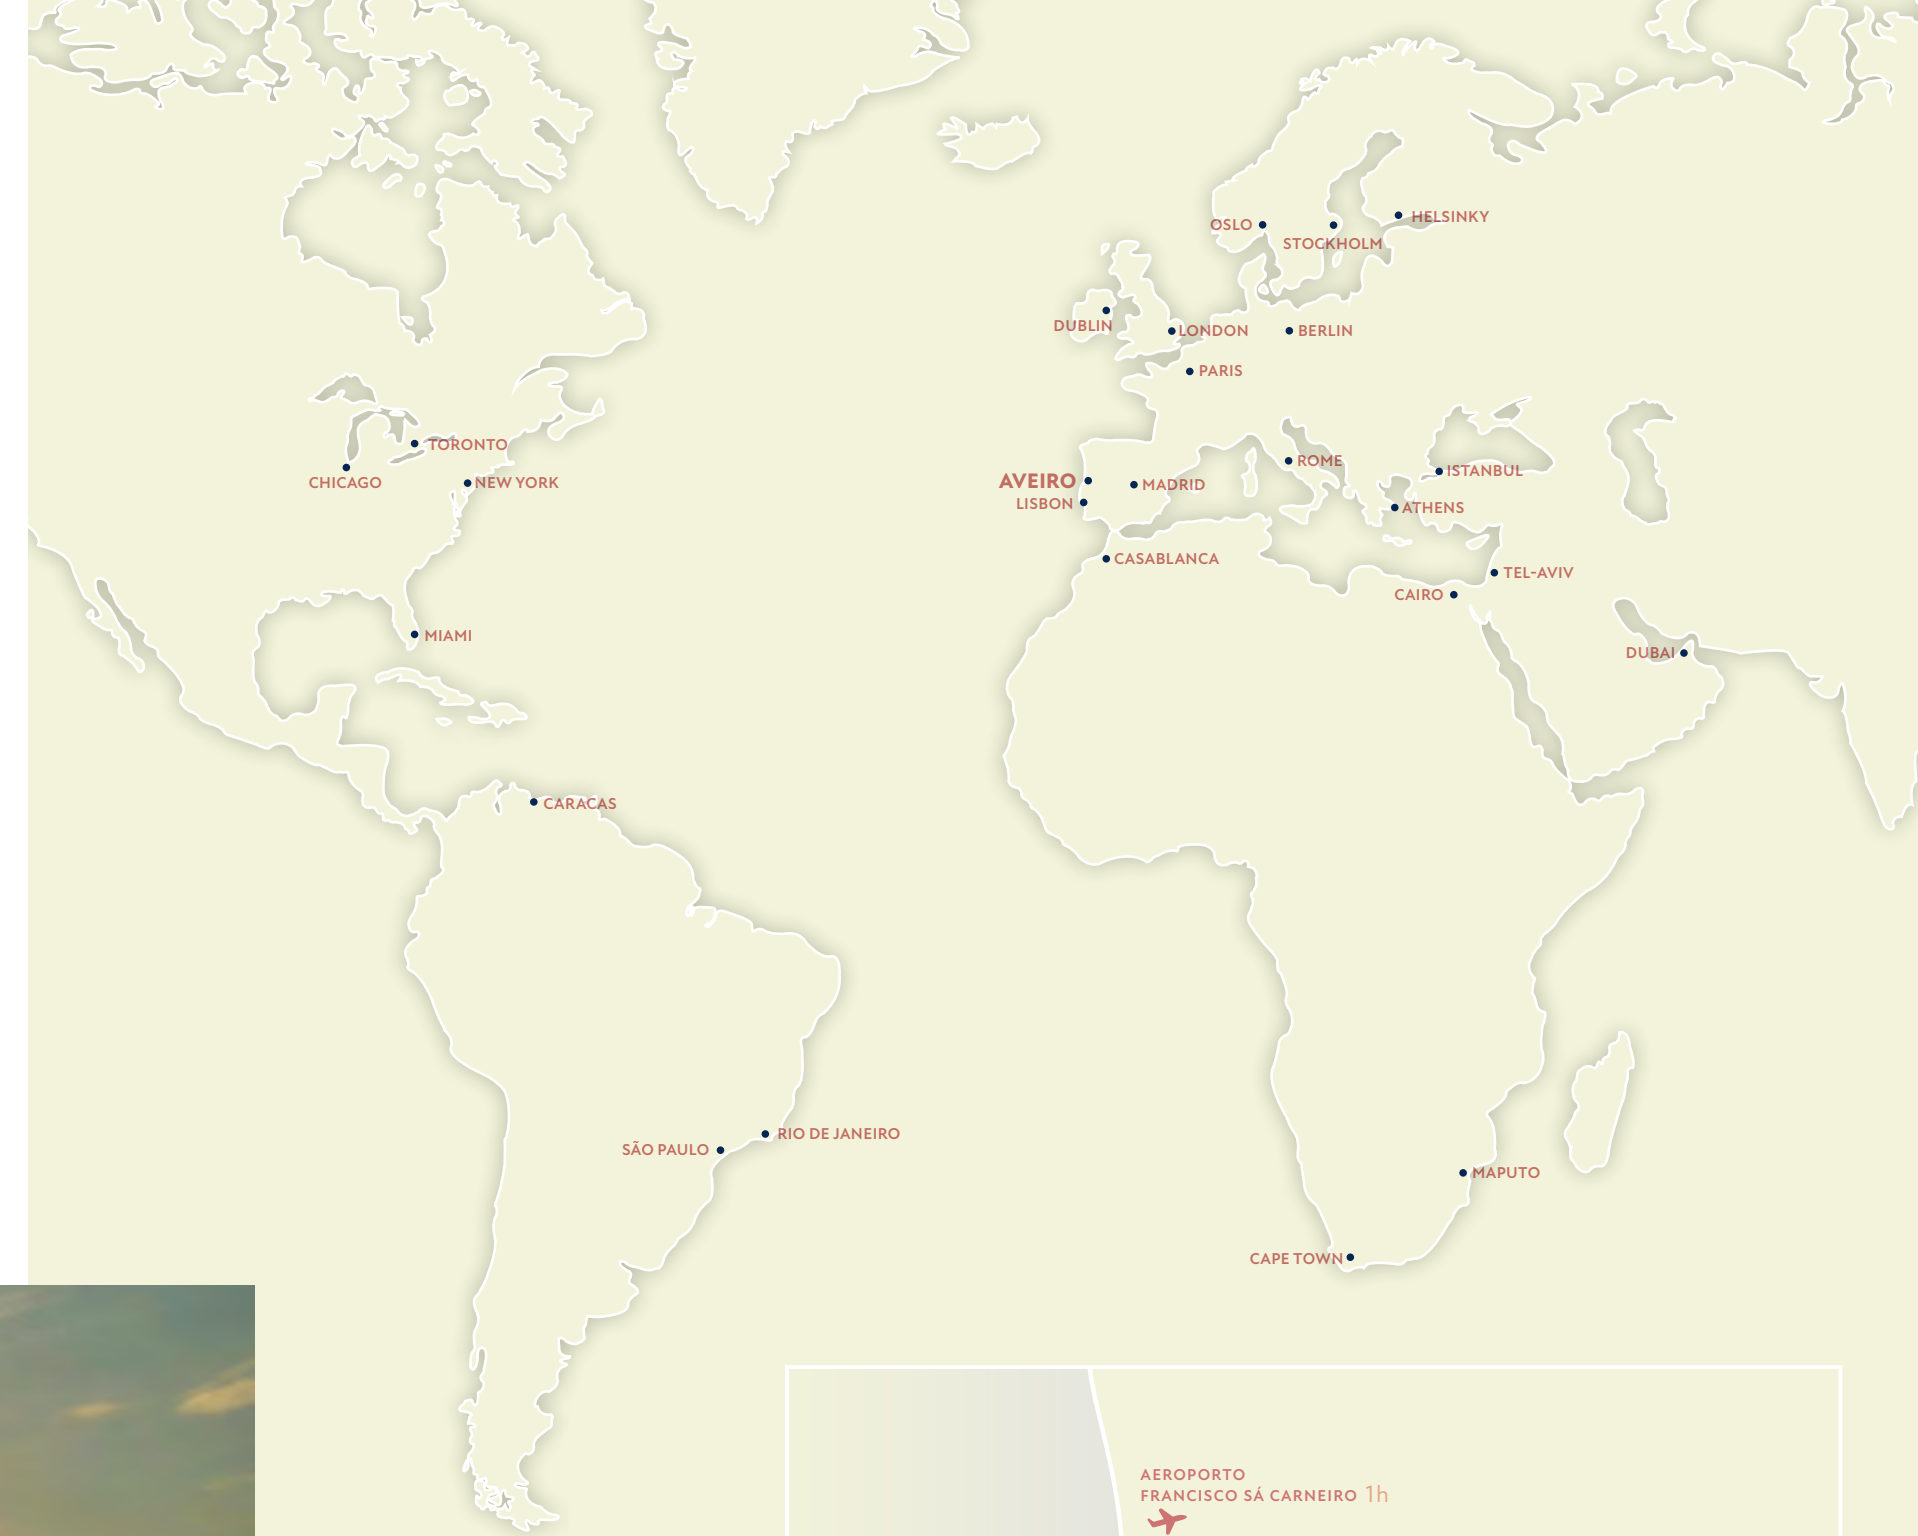 OSLO
HELSINKY
STOCKHOLM
DUBLIN
LONDON
BERLIN
PARIS
TORONTO
CHICAGO
NEW YORK
ROME
ISTANBUL
AVEIRO
MADRID
LISBON
ATHENS
CASABLANCA
TEL-AVIV
CAIRO
MIAMI
DUBAI
CARACAS
RIO DE JANEIRO
SÃO PAULO
MAPUTO
CAPE TOWN
AEROPORTO
FRANCISCO SÁ CARNEIRO 1h